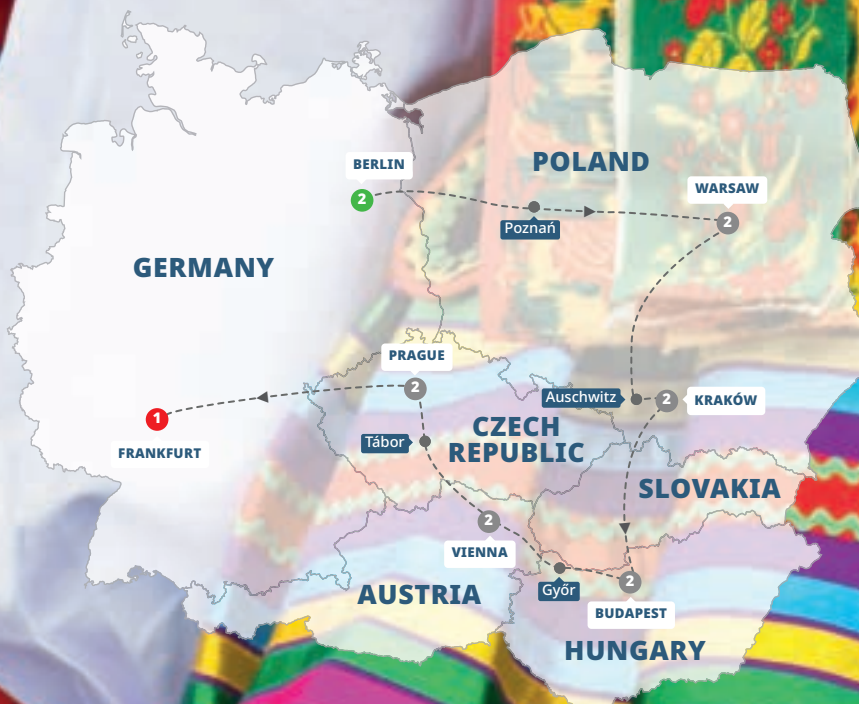 BERLIN
2
POLAND
WARSAW
2
Poznań
GERMANY
PRAGUE
2
Auschwitz
2
KRAKÓW
1
FRANKFURT
CZECH
REPUBLIC
Tábor
SLOVAKIA
2
VIENNA
Győr
2
BUDAPEST
AUSTRIA
HUNGARY